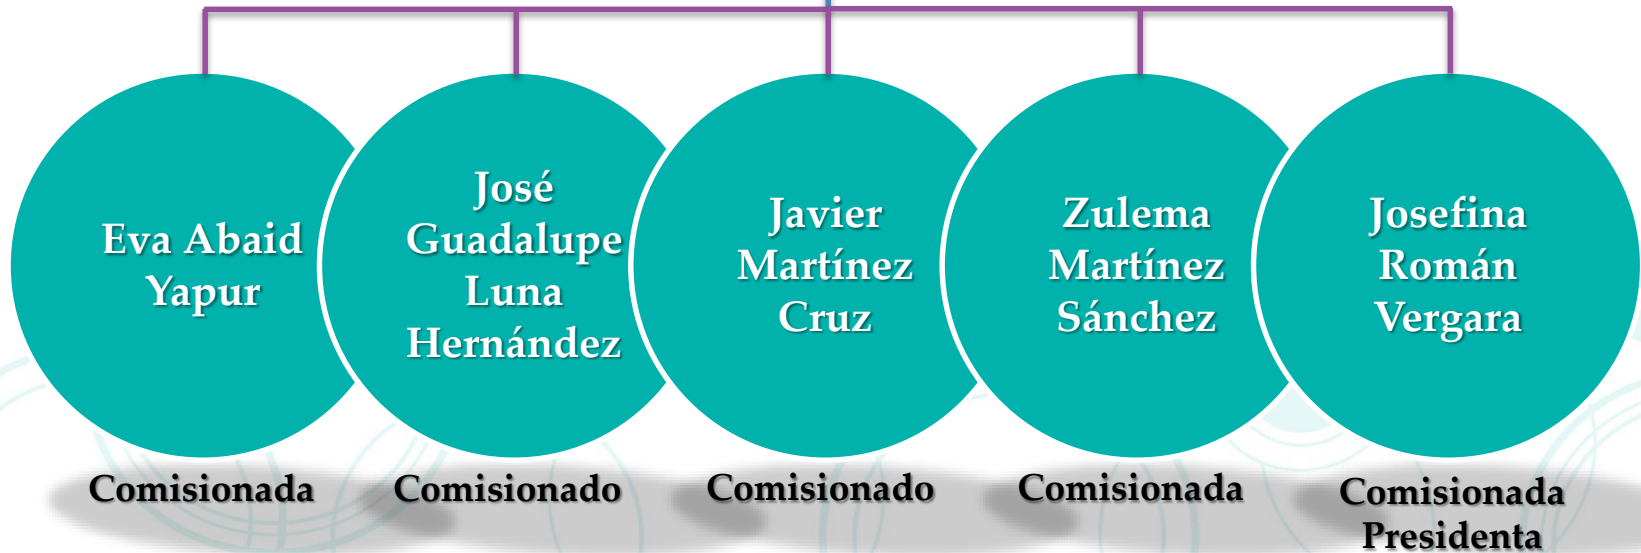 Eva Abaid
Yapur
José
Guadalupe
Luna
Hernández
Javier
Martínez
Cruz
Zulema
Martínez
Sánchez
Josefina
Román
Vergara
Comisionada
Comisionado
Comisionado
Comisionada
Comisionada
Presidenta